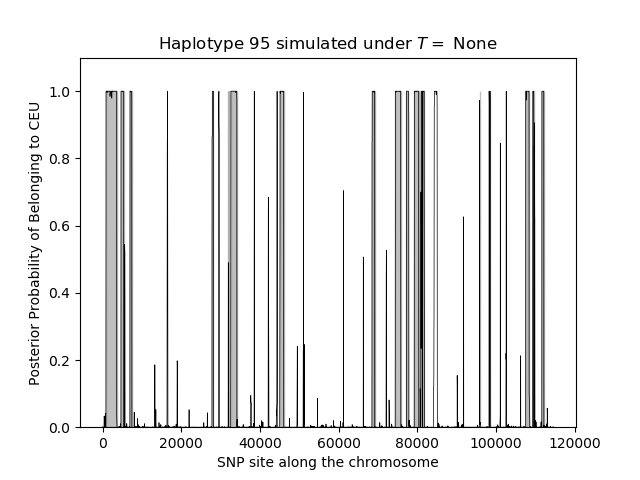 Haplotype 95 simulated under T = None
Posterior Probability of Belonging to CEU
1.0
0.8
0.6
0.4
0.2
0.0
0 20000 40000 60000 80000 100000 120000
SNP site along the chromosome